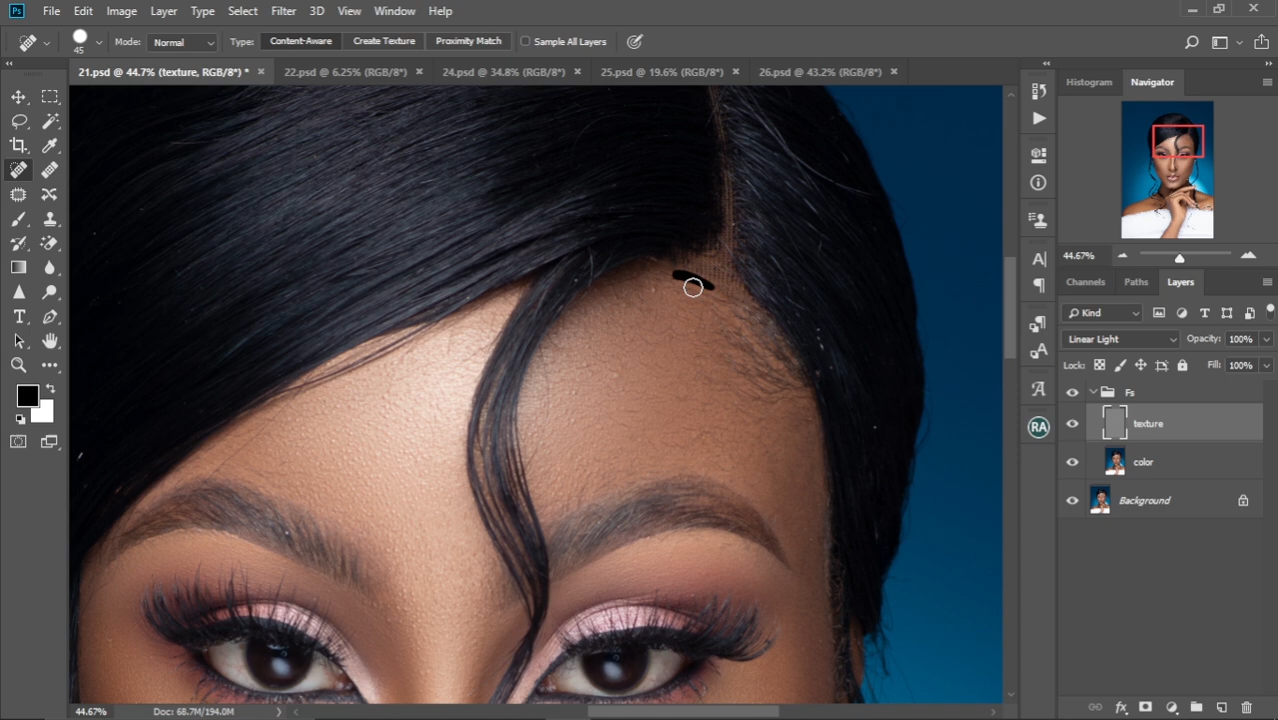 Ps File Edit Image Layer Type Select Filter 3D View Window Help
45 Mode: Normal Type: Content-Aware Create Texture Proximity Match Sample All Layers
21.psd @ 44.7% (texture, RGB/8*) * 22.psd @ 6.25% (RGB/8*) 24.psd @ 34.8% (RGB/8*) 25.psd @ 19.6% (RGB/8*) 26.psd @ 43.2% (RGB/8*)
Histogram Navigator
44.67%
Channels Paths Layers
Kind
Linear Light Opacity: 100%
Lock: Fill: 100%
Fs
texture
RA
color
Background
44.67% Doc: 68.7M/194.0M